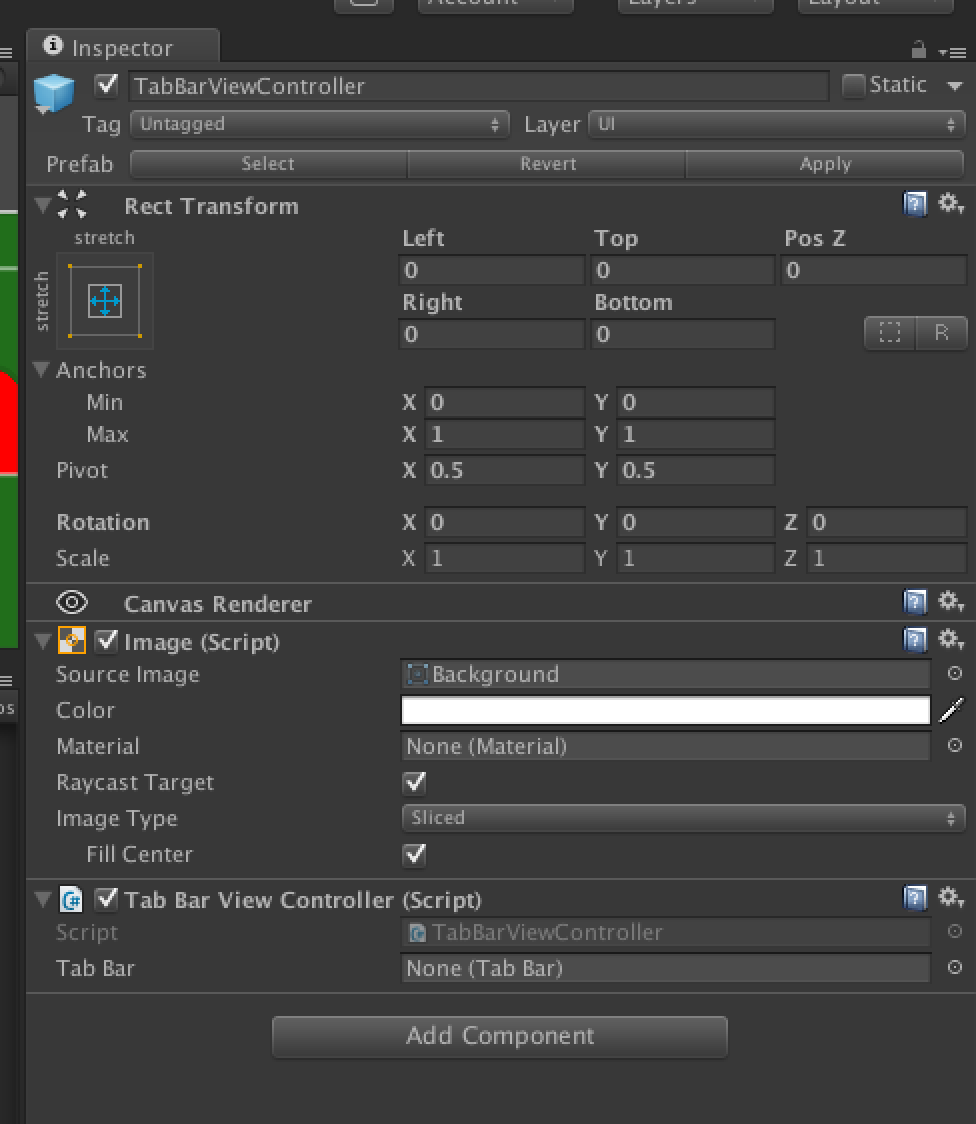 Account Layers Layout
Inspector
TabBarViewController Static
Tag Untagged Layer UI
Prefab Select Revert Apply
Rect Transform
stretch Left Top Pos Z
stretch 0 0 0
Right Bottom
0 0 R
Anchors
Min X 0 Y 0
Max X 1 Y 1
Pivot X 0.5 Y 0.5
Rotation X 0 Y 0 Z 0
Scale X 1 Y 1 Z 1
Canvas Renderer
Image (Script)
Source Image Background
os
Color
Material None (Material)
Raycast Target
Image Type Sliced
Fill Center
C# Tab Bar View Controller (Script)
Script TabBarViewController
Tab Bar None (Tab Bar)
Add Component